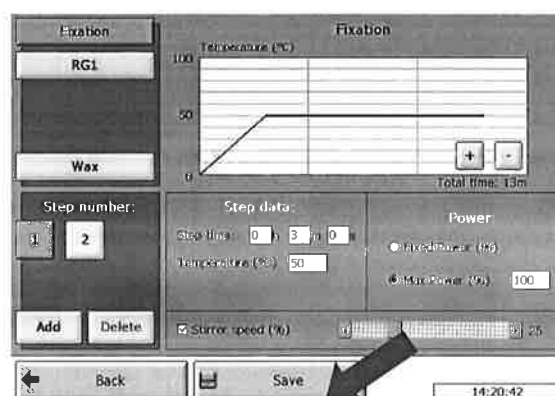 Fixation
RG1
Wax
Fixation
Temperature (°C)
100
50
0
+ -
Total time: 13m
Step number:
1 2
Add Delete
Step data:
Step time: 0 h 3 m 0 s
Temperature (°C) 50
Power
Fixed Power (%)
Max Power (%) 100
Stirrer speed (%) 25
Back
Save
14:20:42